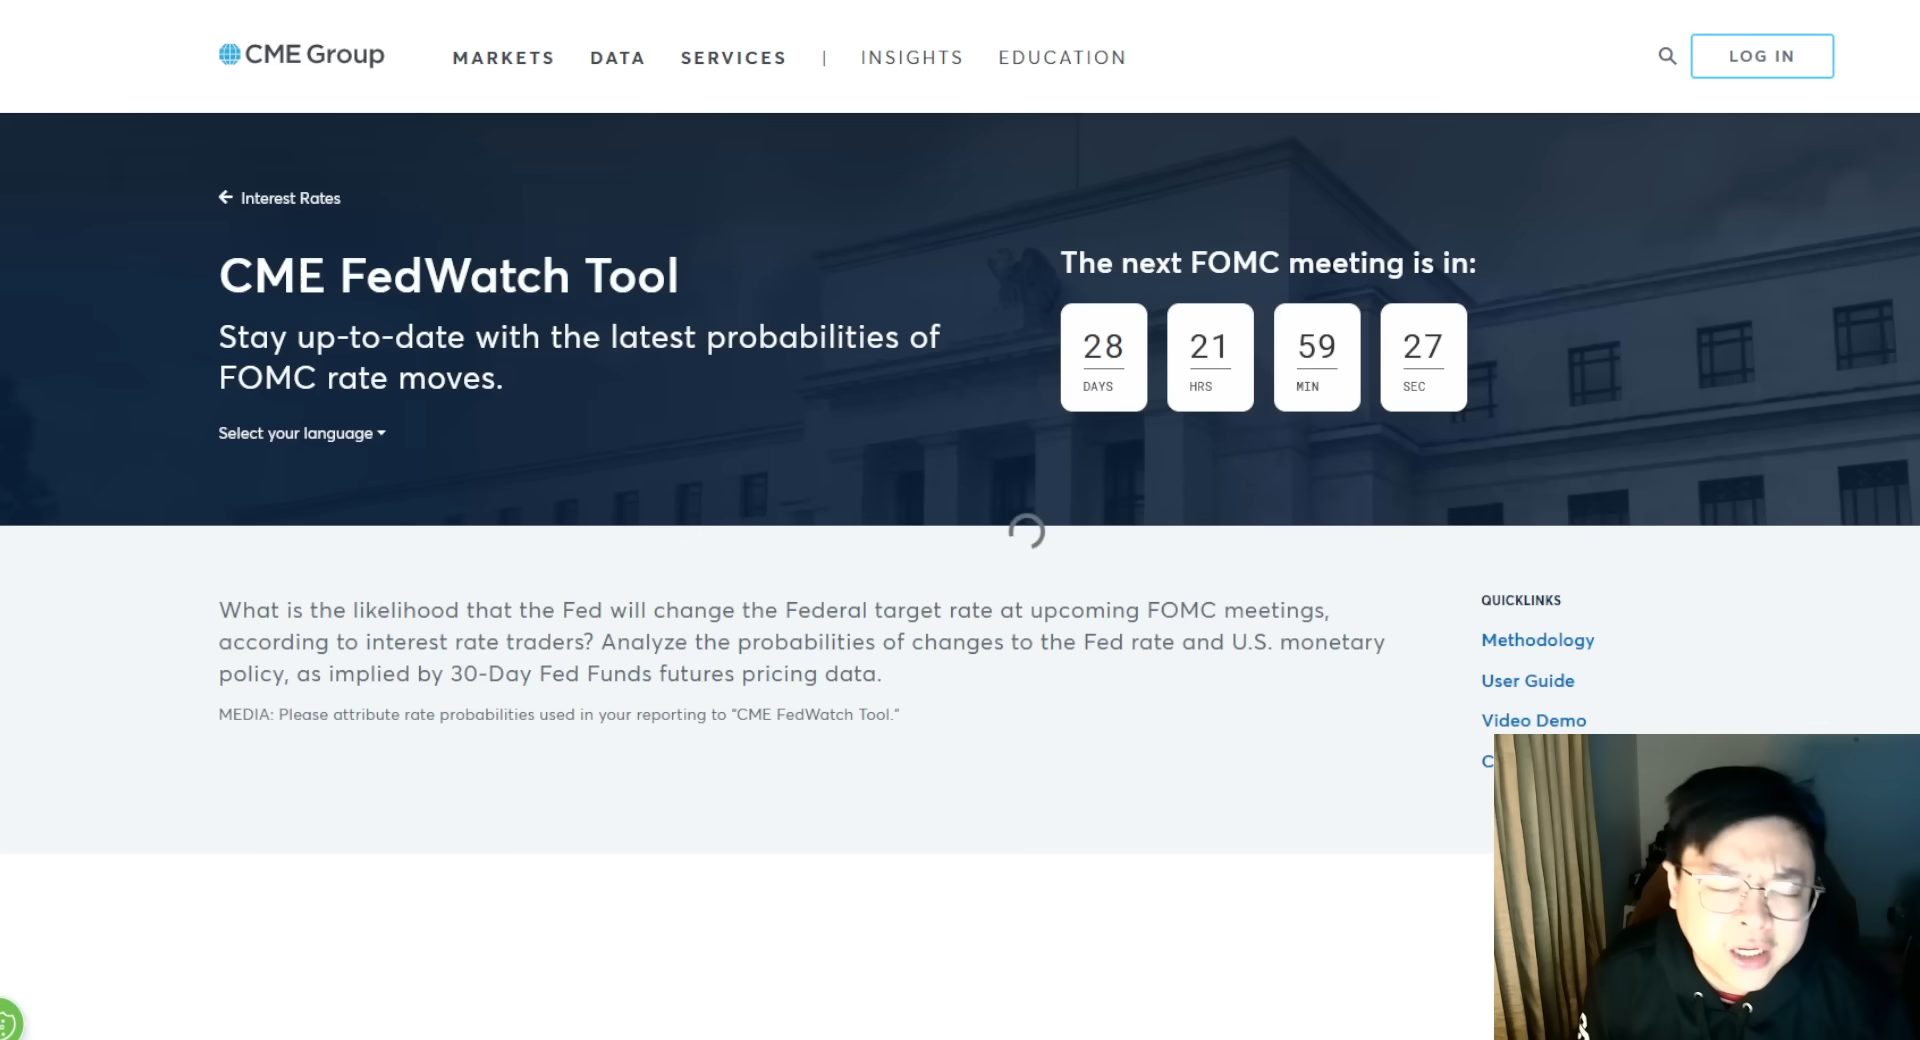 CME Group
MARKETS DATA SERVICES | INSIGHTS EDUCATION
LOG IN
Interest Rates
CME FedWatch Tool
Stay up-to-date with the latest probabilities of
FOMC rate moves.
Select your language
The next FOMC meeting is in:
28 21 59 27
DAYS HRS MIN SEC
What is the likelihood that the Fed will change the Federal target rate at upcoming FOMC meetings,
according to interest rate traders? Analyze the probabilities of changes to the Fed rate and U.S. monetary
policy, as implied by 30-Day Fed Funds futures pricing data.
MEDIA: Please attribute rate probabilities used in your reporting to “CME FedWatch Tool.”
QUICKLINKS
Methodology
User Guide
Video Demo